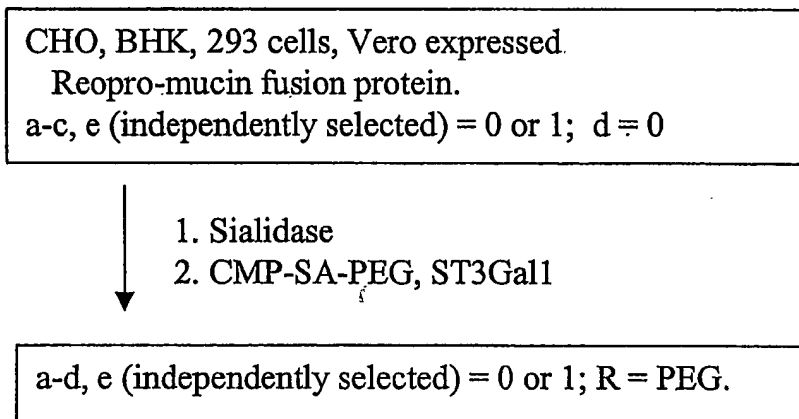 CHO, BHK, 293 cells, Vero expressed
Reopro-mucin fusion protein.
a-c, e (independently selected) = 0 or 1; d = 0
1. Sialidase
2. CMP-SA-PEG, ST3Gal1
a-d, e (independently selected) = 0 or 1; R = PEG.